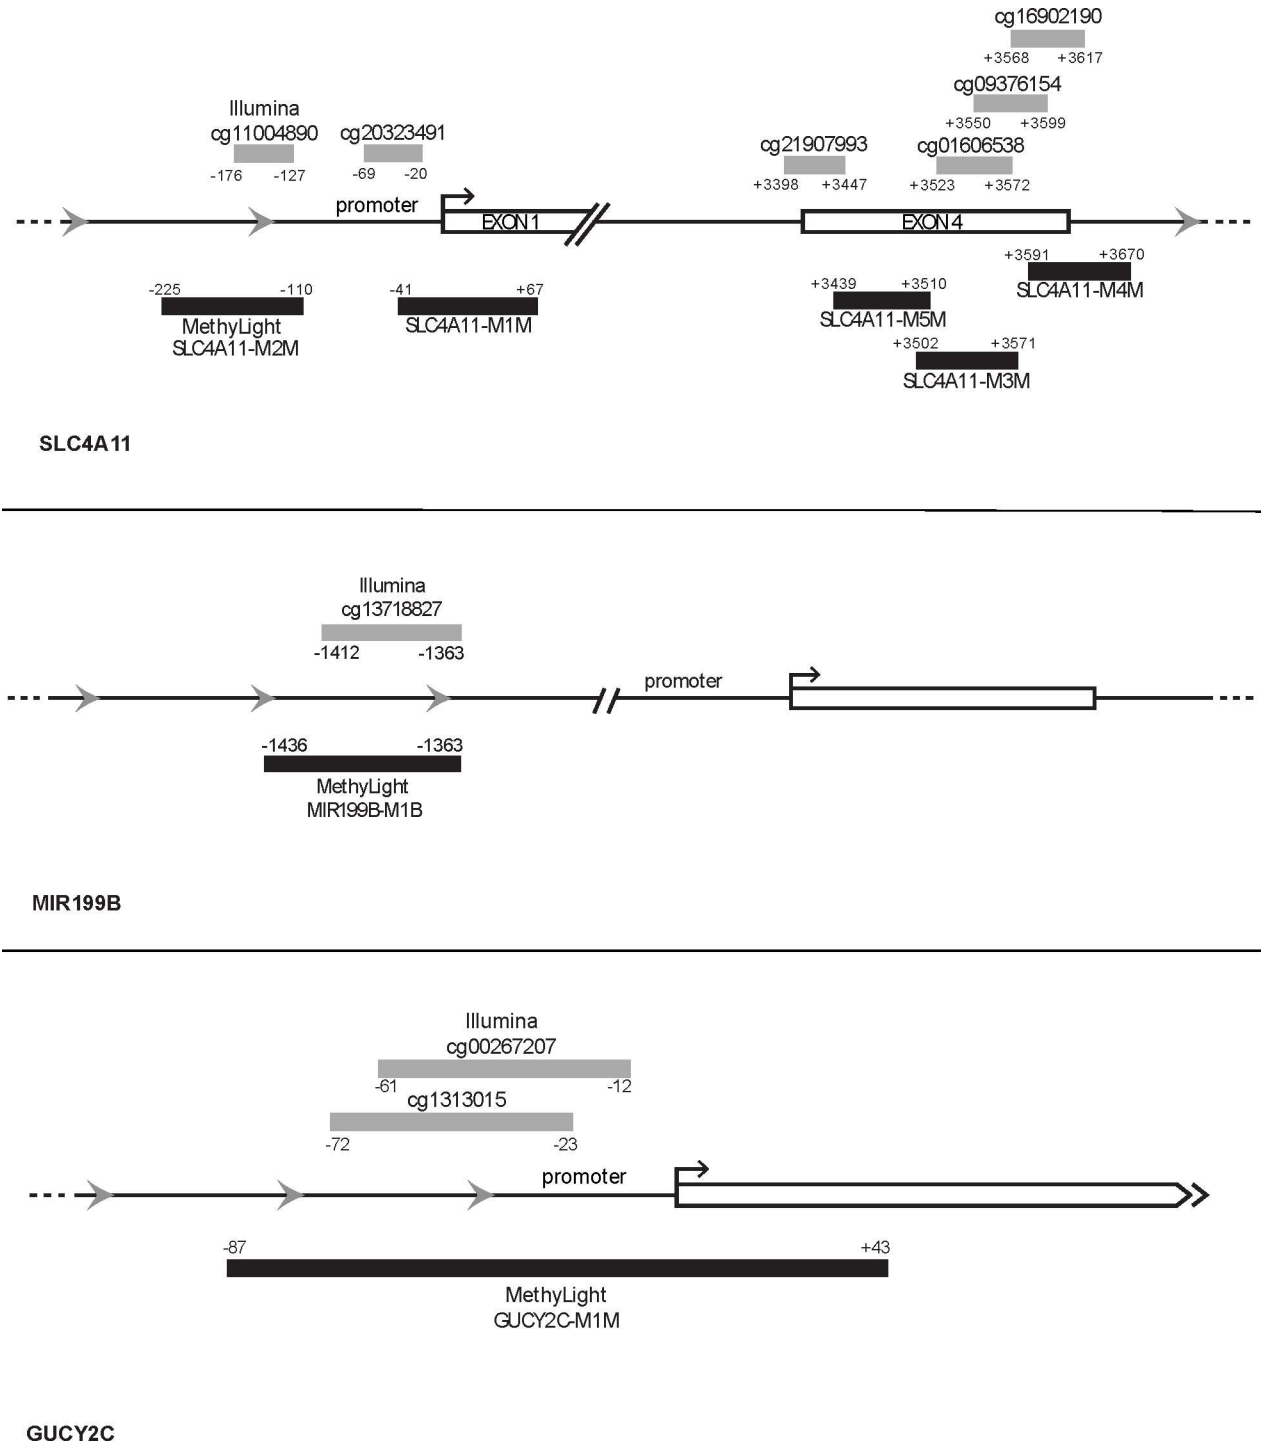 cg16902190
+3568 +3617
cg09376154
+3550 +3599
Illumina
cg11004890 cg20323491
-176 -127 -69 -20
cg21907993 cg01606538
+3398 +3447 +3523 +3572
promoter
EXON 1 EXON 4
-225 -110 -41 +67
MethyLight
SLC4A11-M2M
SLC4A11-M1M
+3591 +3670
SLC4A11-M4M
+3439 +3510
SLC4A11-M5M
+3502 +3571
SLC4A11-M3M
SLC4A11
Illumina
cg13718827
-1412 -1363
promoter
-1436 -1363
MethyLight
MIR199B-M1B
MIR199B
Illumina
cg00267207
-61 -12
cg1313015
-72 -23
promoter
-87 +43
MethyLight
GUCY2C-M1M
GUCY2C